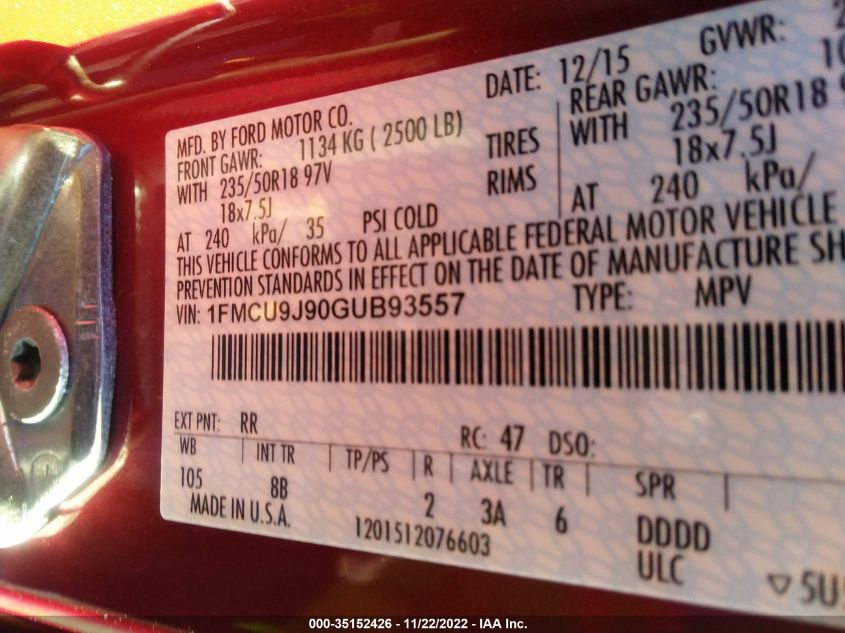 MFD. BY FORD MOTOR CO.
DATE: 12/15
GVWR:
FRONT GAWR: 1134 KG ( 2500 LB)
REAR GAWR:
WITH 235/50R18 97V
TIRES
WITH 235/50R18
18x7.5J
RIMS
18x7.5J
AT 240 kPa/ 35 PSI COLD
AT 240 kPa/
THIS VEHICLE CONFORMS TO ALL APPLICABLE FEDERAL MOTOR VEHICLE
PREVENTION STANDARDS IN EFFECT ON THE DATE OF MANUFACTURE
VIN: 1FMCU9J90GUB93557
TYPE: MPV
EXT PNT: RR
RC: 47 DSO:
WB INT TR TP/PS R AXLE TR SPR
105 8B 2 3A 6 DDDD
MADE IN U.S.A.
1201512076603
ULC
000-35152426 - 11/22/2022 - IAA Inc.